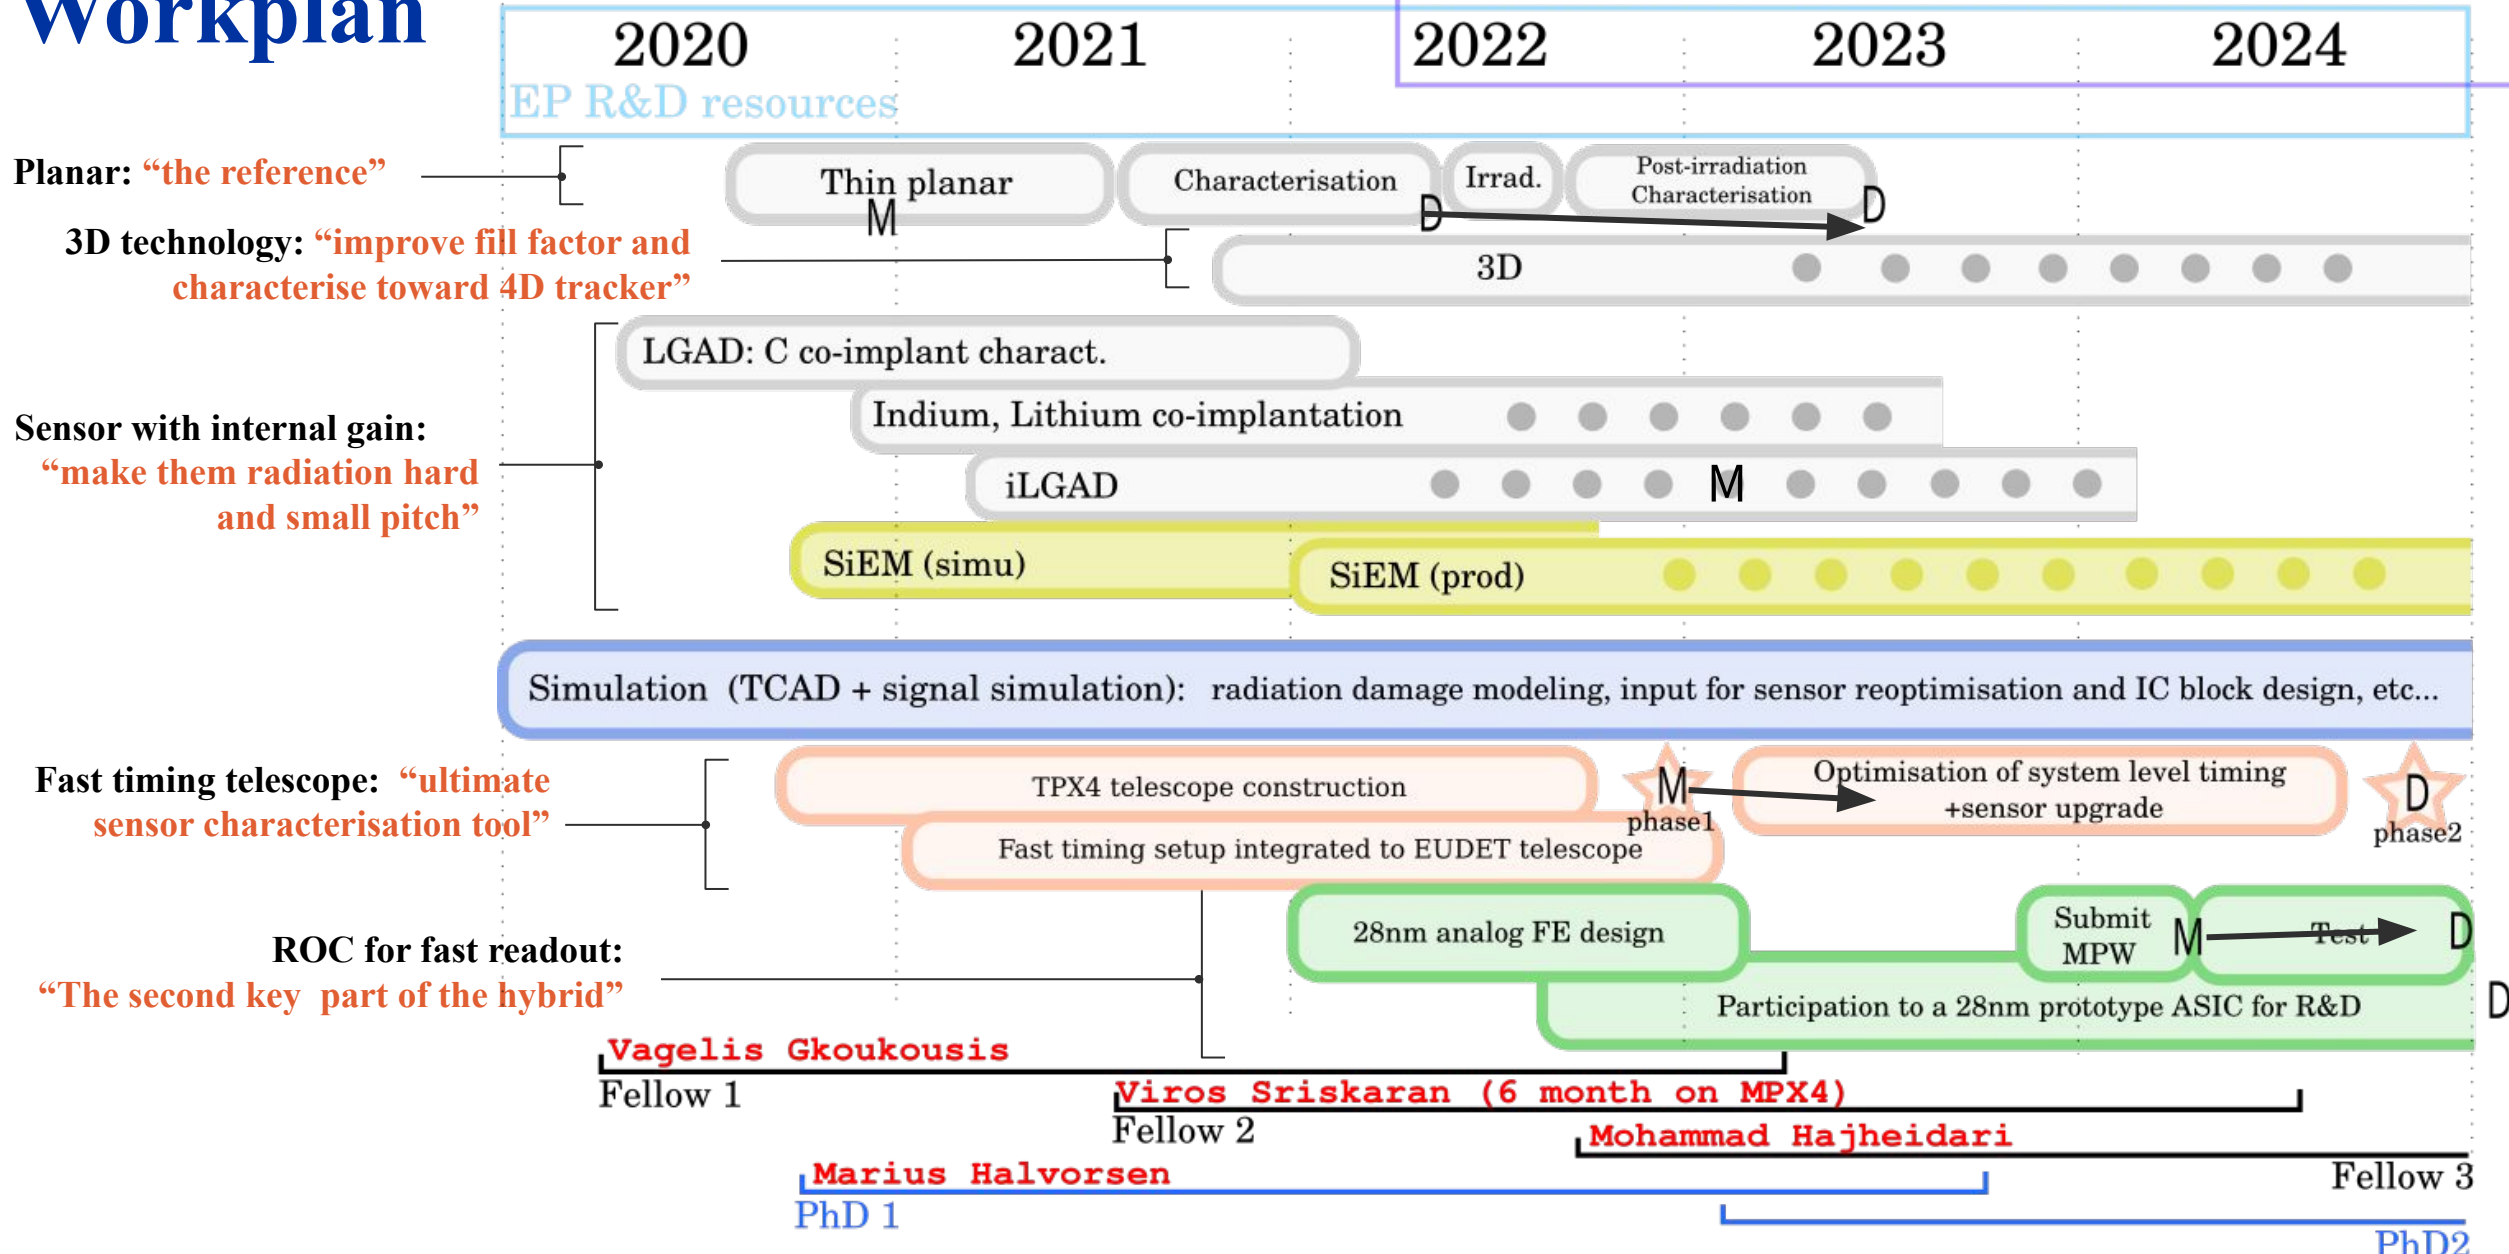 Workplan
2020 2021 2022 2023 2024
EP R&D resources
Planar: “the reference”
Thin planar
M
Characterisation
D
Irrad.
Post-irradiation
Characterisation
D
3D technology: “improve fill factor and
characterise toward 4D tracker”
3D
LGAD: C co-implant charact.
Indium, Lithium co-implantation
Sensor with internal gain:
“make them radiation hard
and small pitch”
iLGAD
M
SiEM (simu)
SiEM (prod)
Simulation (TCAD + signal simulation): radiation damage modeling, input for sensor reoptimisation and IC block design, etc...
Fast timing telescope: “ultimate
sensor characterisation tool”
TPX4 telescope construction
M
phase1
Optimisation of system level timing
+sensor upgrade
D
phase2
Fast timing setup integrated to EUDET telescope
ROC for fast readout:
“The second key part of the hybrid”
28nm analog FE design
Submit
MPW
M
Test
D
Participation to a 28nm prototype ASIC for R&D
D
Vagelis Gkoukousis
Fellow 1
Viros Sriskaran (6 month on MPX4)
Fellow 2
Mohammad Hajheidari
Fellow 3
Marius Halvorsen
PhD 1
PhD2